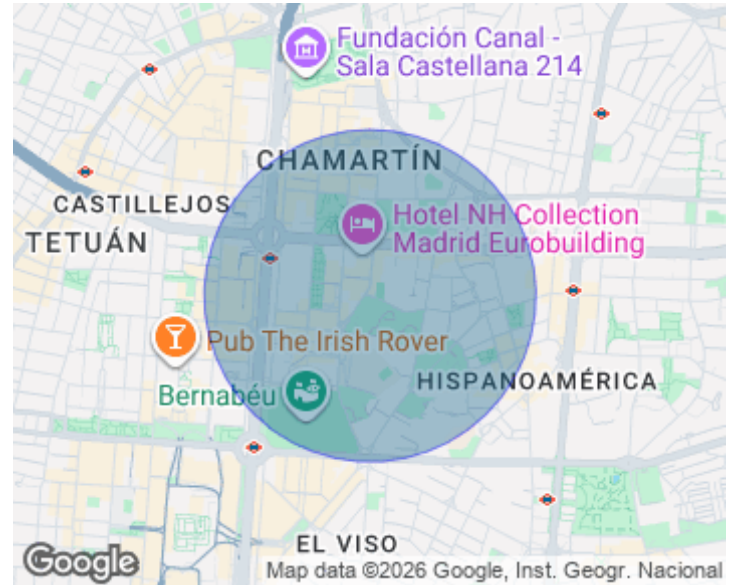 Fundación Canal -
Sala Castellana 214
CHAMARTÍN
CASTILLEJOS
TETUÁN
Hotel NH Collection
Madrid Eurobuilding
Pub The Irish Rover
Bernabéu
HISPANOAMÉRICA
EL VISO
Google
Map data ©2026 Google, Inst. Geogr. Nacional